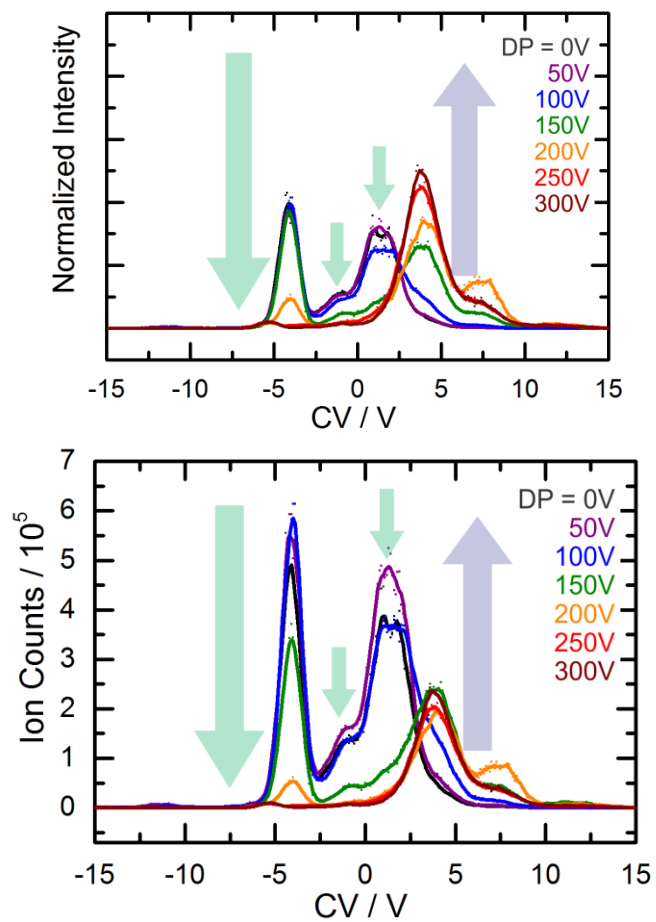 Normalized Intensity
DP = 0V
50V
100V
150V
200V
250V
300V
-15 -10 -5 0 5 10 15
CV / V
Ion Counts / 10⁵
7
6
5
4
3
2
1
0
DP = 0V
50V
100V
150V
200V
250V
300V
-15 -10 -5 0 5 10 15
CV / V